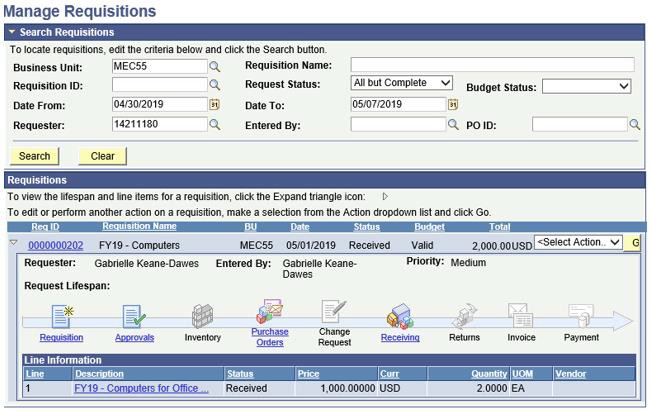 Manage Requisitions
Search Requisitions
To locate requisitions, edit the criteria below and click the Search button.
Business Unit: MEC55 Requisition Name:
Requisition ID: Request Status: All but Complete Budget Status:
Date From: 04/30/2019 Date To: 05/07/2019
Requester: 14211180 Entered By: PO ID:
Search Clear
Requisitions
To view the lifespan and line items for a requisition, click the Expand triangle icon:
To edit or perform another action on a requisition, make a selection from the Action dropdown list and click Go.
Req ID Requisition Name BU Date Status Budget Total
0000000202 FY19 - Computers MEC55 05/01/2019 Received Valid 2,000.00USD <Select Action.. G
Requester: Gabrielle Keane-Dawes Entered By: Gabrielle Keane-
Dawes Priority: Medium
Request Lifespan:
Requisition Approvals Inventory Purchase
Orders Change
Request Receiving Returns Invoice Payment
Line Information
Line Description Status Price Curr Quantity UOM Vendor
1 FY19 - Computers for Office ... Received 1,000.00000 USD 2.0000 EA